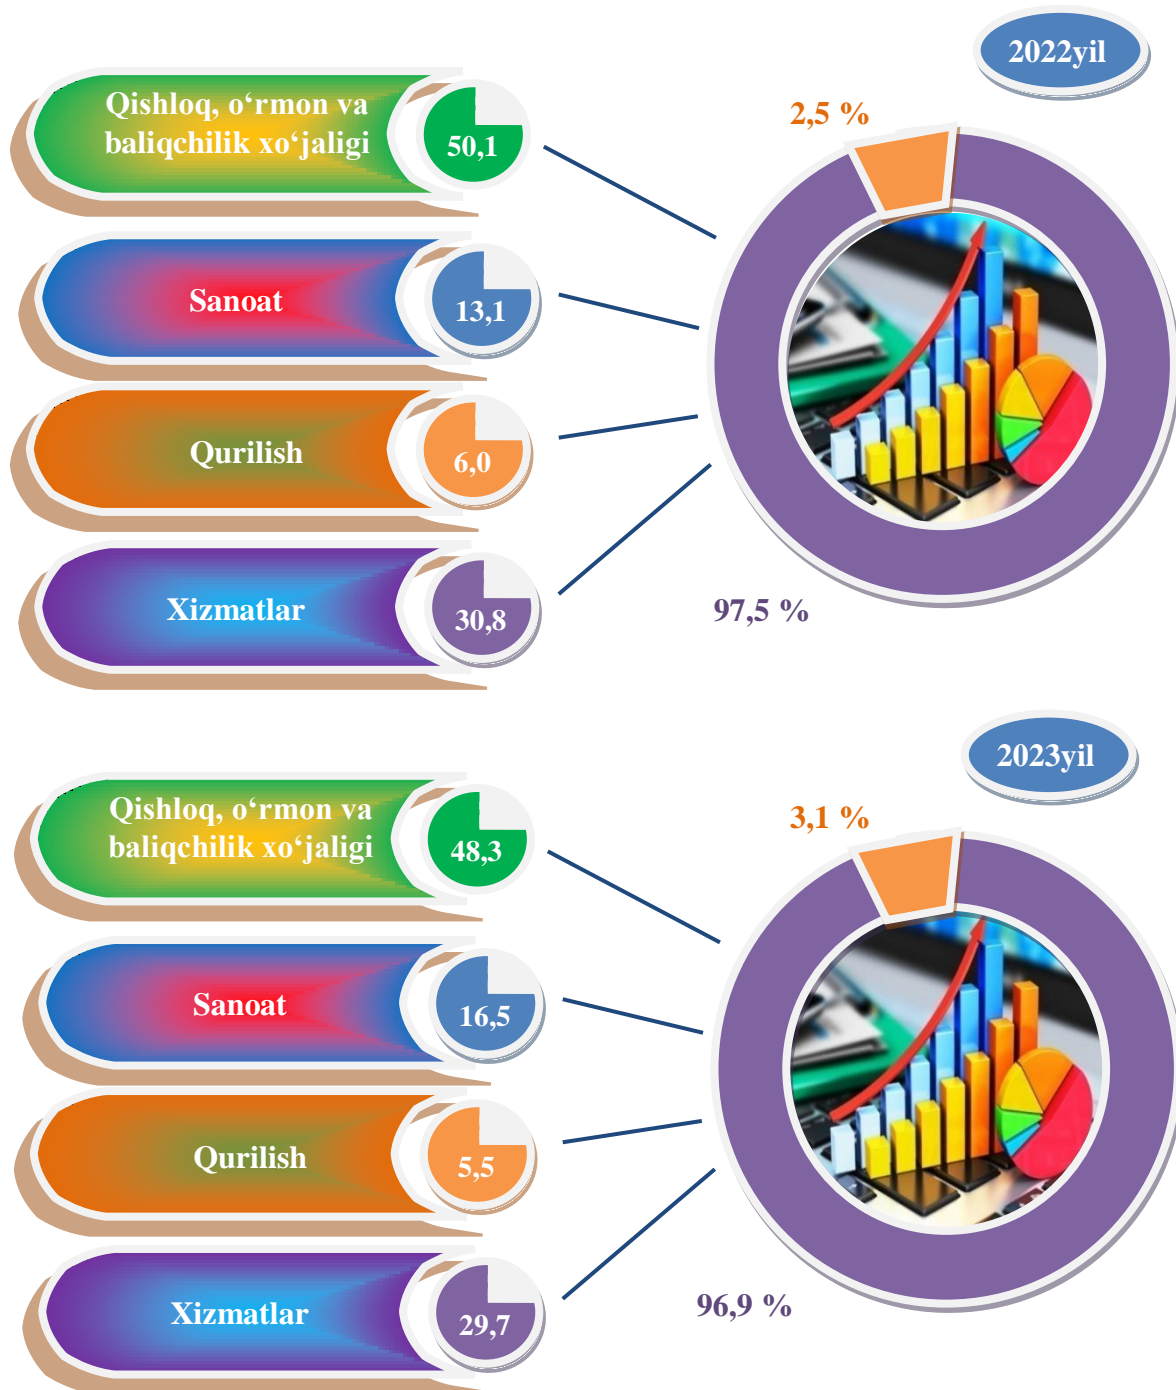 2022yil
Qishloq, o‘rmon va
baliqchilik xo‘jaligi
50,1
2,5 %
Sanoat
13,1
Qurilish
6,0
Xizmatlar
30,8
97,5 %
2023yil
Qishloq, o‘rmon va
baliqchilik xo‘jaligi
48,3
3,1 %
Sanoat
16,5
Qurilish
5,5
Xizmatlar
29,7
96,9 %